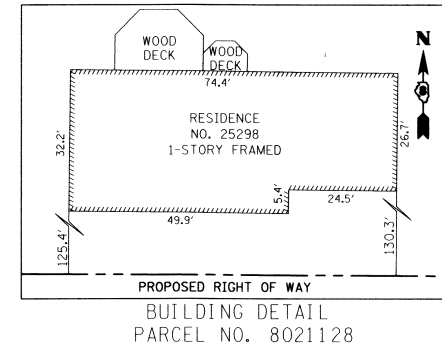 WOOD
DECK
WOOD
DECK
N
74.4'
RESIDENCE
NO. 25298
1-STORY FRAMED
32.2'
26.7'
5.4'
24.5'
49.9'
125.4'
130.3'
PROPOSED RIGHT OF WAY
BUILDING DETAIL
PARCEL NO. 8021128